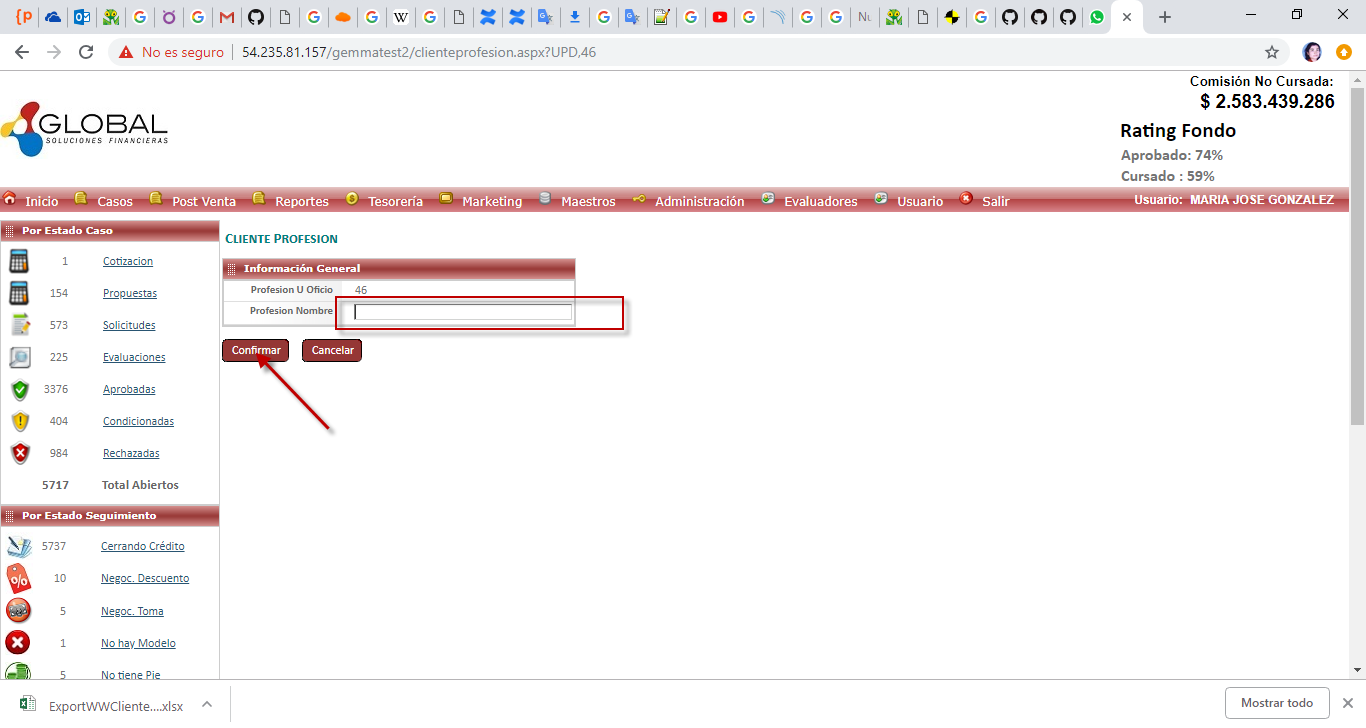 No es seguro 54.235.81.157/gemmatest2/clienteprofesion.aspx?UPD,46
Comisión No Cursada:
$ 2.583.439.286
GLOBAL
SOLUCIONES FINANCIERAS
Rating Fondo
Aprobado: 74%
Cursado : 59%
Inicio Casos Post Venta Reportes Tesorería Marketing Maestros Administración Evaluadores Usuario Salir Usuario: MARIA JOSE GONZALEZ
Por Estado Caso
1 Cotizacion
154 Propuestas
573 Solicitudes
225 Evaluaciones
3376 Aprobadas
404 Condicionadas
984 Rechazadas
5717 Total Abiertos
Por Estado Seguimiento
5737 Cerrando Crédito
10 Negoc. Descuento
5 Negoc. Toma
1 No hay Modelo
5 No tiene Pie
CLIENTE PROFESION
Información General
Profesion U Oficio 46
Profesion Nombre
Confirmar Cancelar
ExportWWCliente....xlsx
Mostrar todo